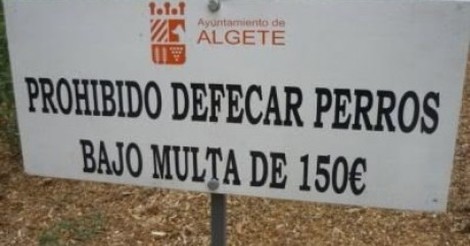 Ayuntamiento de
ALGETE
PROHIBIDO DEFECAR PERROS
BAJO MULTA DE 150€